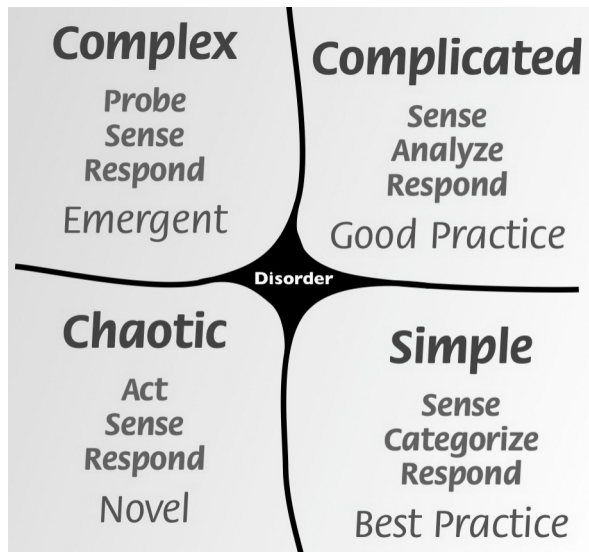 Complex
Probe
Sense
Respond
Emergent
Complicated
Sense
Analyze
Respond
Good Practice
Disorder
Chaotic
Act
Sense
Respond
Novel
Simple
Sense
Categorize
Respond
Best Practice